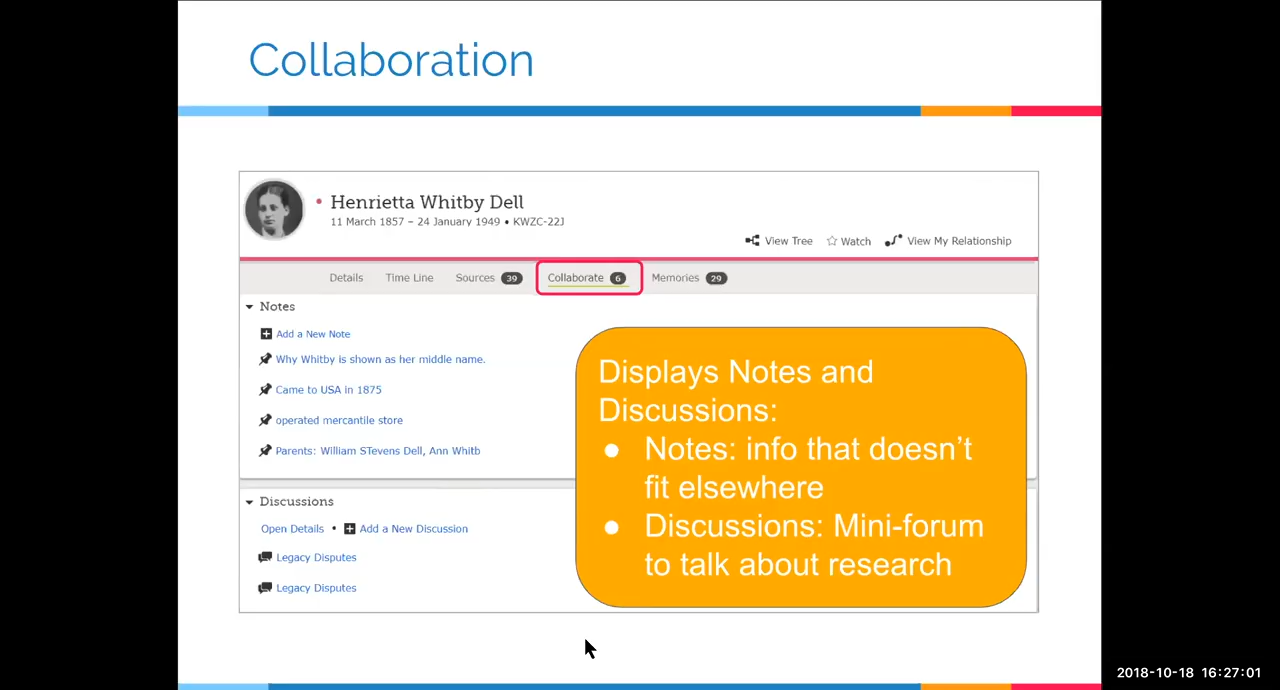 Collaboration
Henrietta Whitby Dell
11 March 1857 – 24 January 1949 • KWZC-22J
View Tree Watch View My Relationship
Details Time Line Sources 39 Collaborate 6 Memories 29
Notes
Add a New Note
Why Whitby is shown as her middle name.
Came to USA in 1875
operated mercantile store
Parents: William STevens Dell, Ann Whitb
Discussions
Open Details • Add a New Discussion
Legacy Disputes
Legacy Disputes
Displays Notes and
Discussions:
● Notes: info that doesn’t
fit elsewhere
● Discussions: Mini-forum
to talk about research
2018-10-18 16:27:01